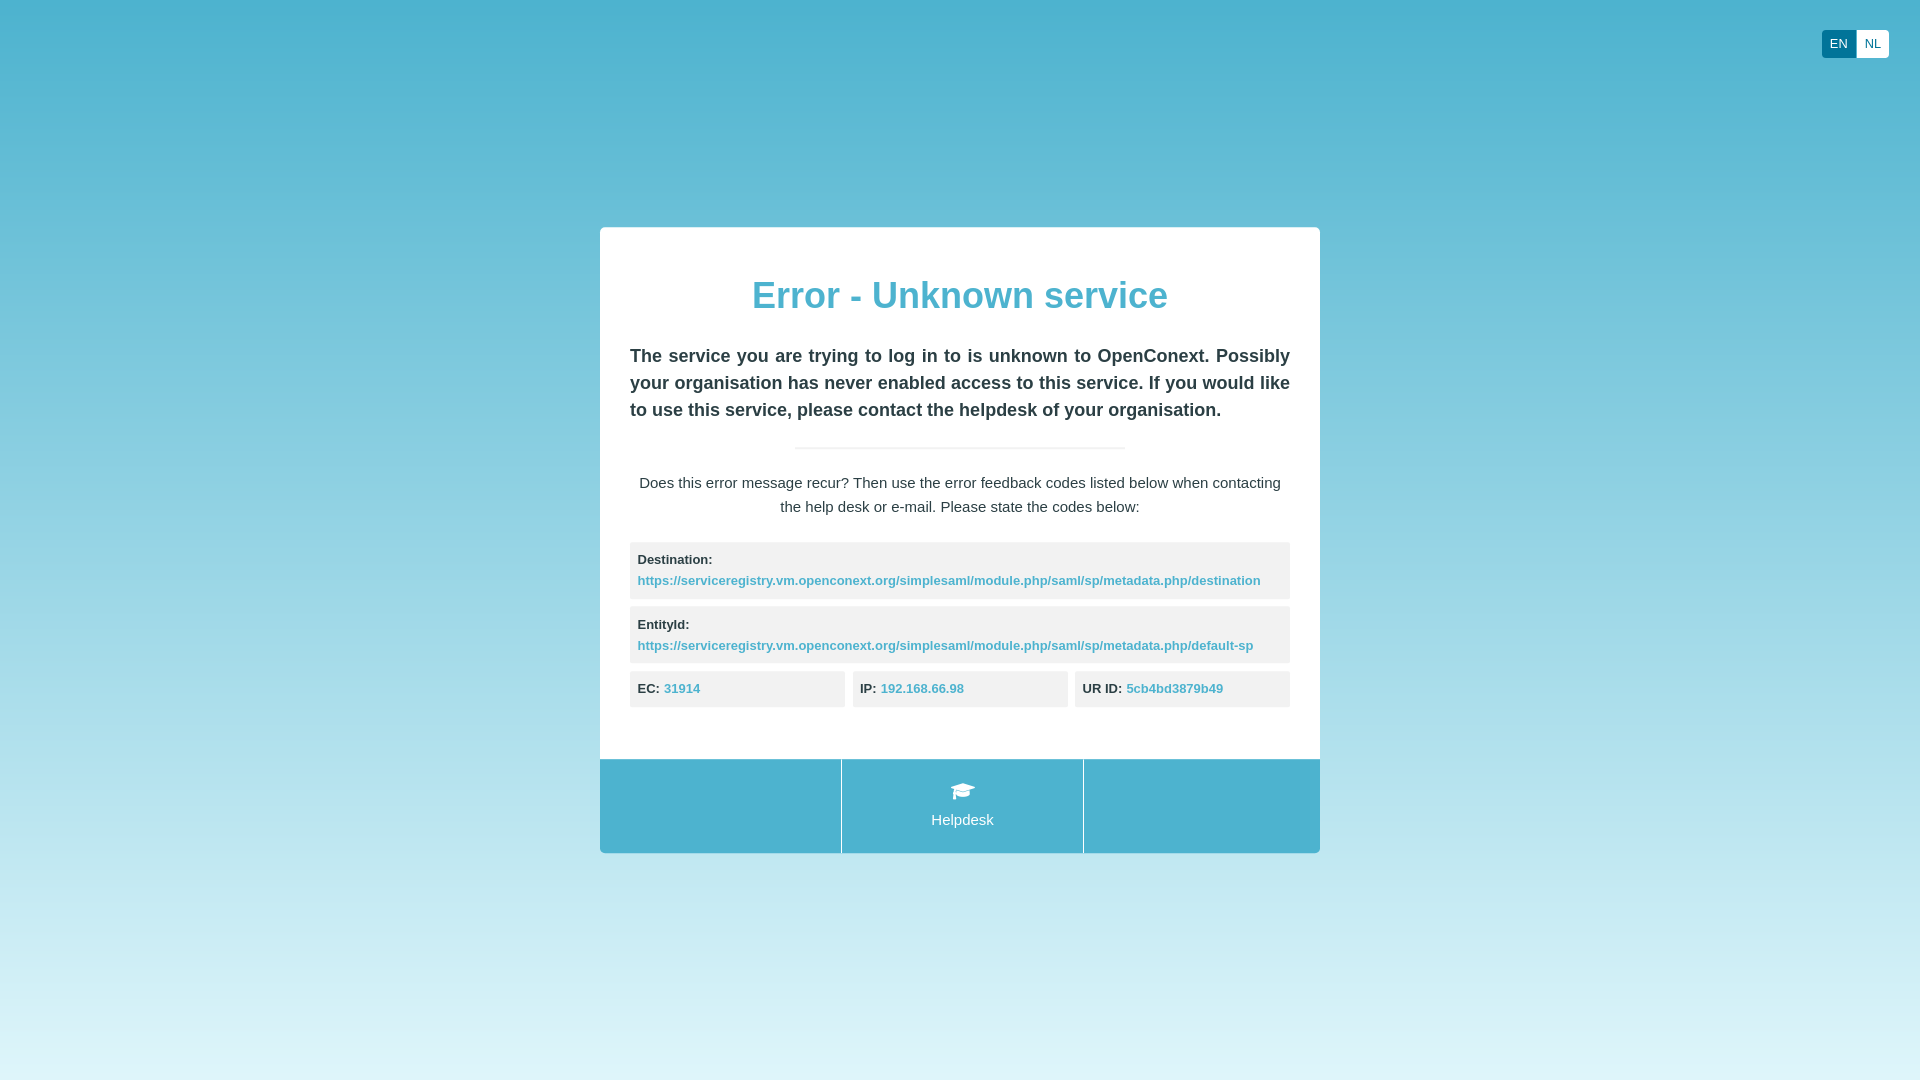 EN NL
Error - Unknown service
The service you are trying to log in to is unknown to OpenConext. Possibly
your organisation has never enabled access to this service. If you would like
to use this service, please contact the helpdesk of your organisation.
Does this error message recur? Then use the error feedback codes listed below when contacting
the help desk or e-mail. Please state the codes below:
Destination:
https://serviceregistry.vm.openconext.org/simplesaml/module.php/saml/sp/metadata.php/destination
EntityId:
https://serviceregistry.vm.openconext.org/simplesaml/module.php/saml/sp/metadata.php/default-sp
EC: 31914 IP: 192.168.66.98 UR ID: 5cb4bd3879b49
Helpdesk